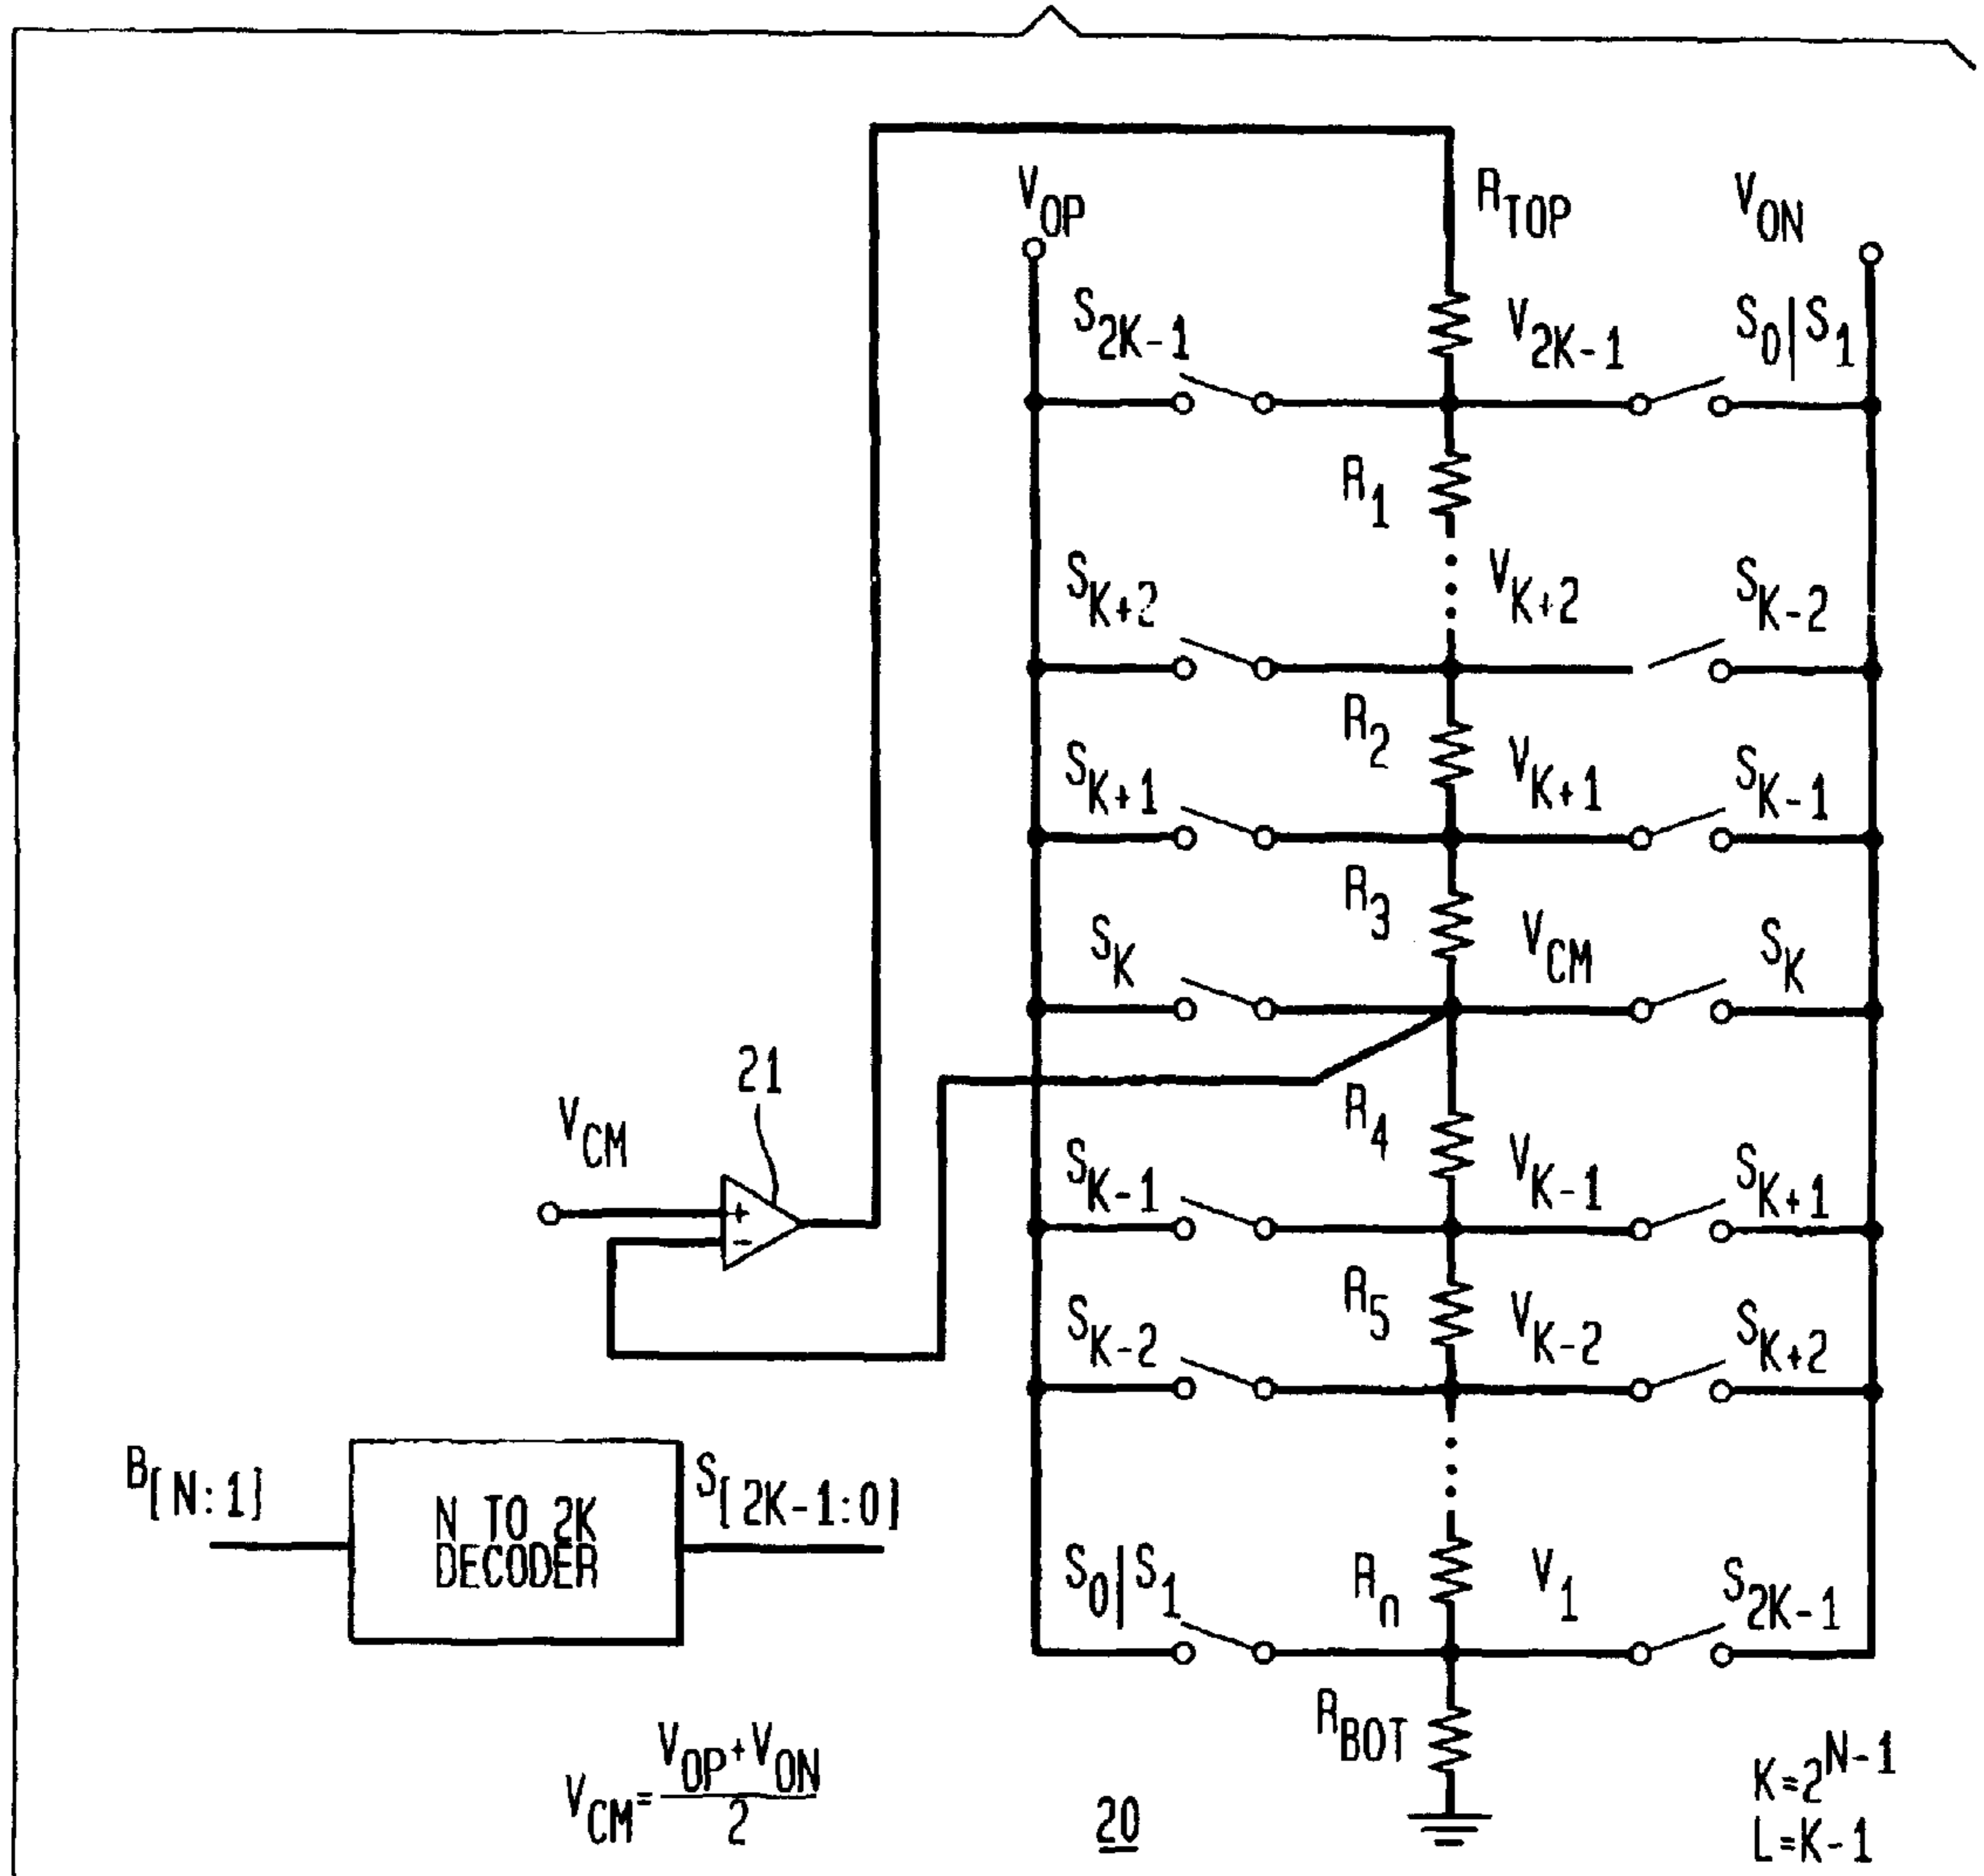 V_OP R_TOP V_ON
S_2K-1 V_2K-1 S_0|S_1
R_1
S_K+2 V_K+2 S_K-2
R_2
S_K+1 V_K+1 S_K-1
R_3
S_K V_CM S_K
21
V_CM
+
-
R_4
S_K-1 V_K-1 S_K+1
R_5
S_K-2 V_K-2 S_K+2
B_[N:1]
N TO 2K
DECODER
S_[2K-1:0]
S_0|S_1 R_n V_1 S_2K-1
R_BOT
V_CM=(V_OP+V_ON)/2
20
K=2^N-1
L=K-1